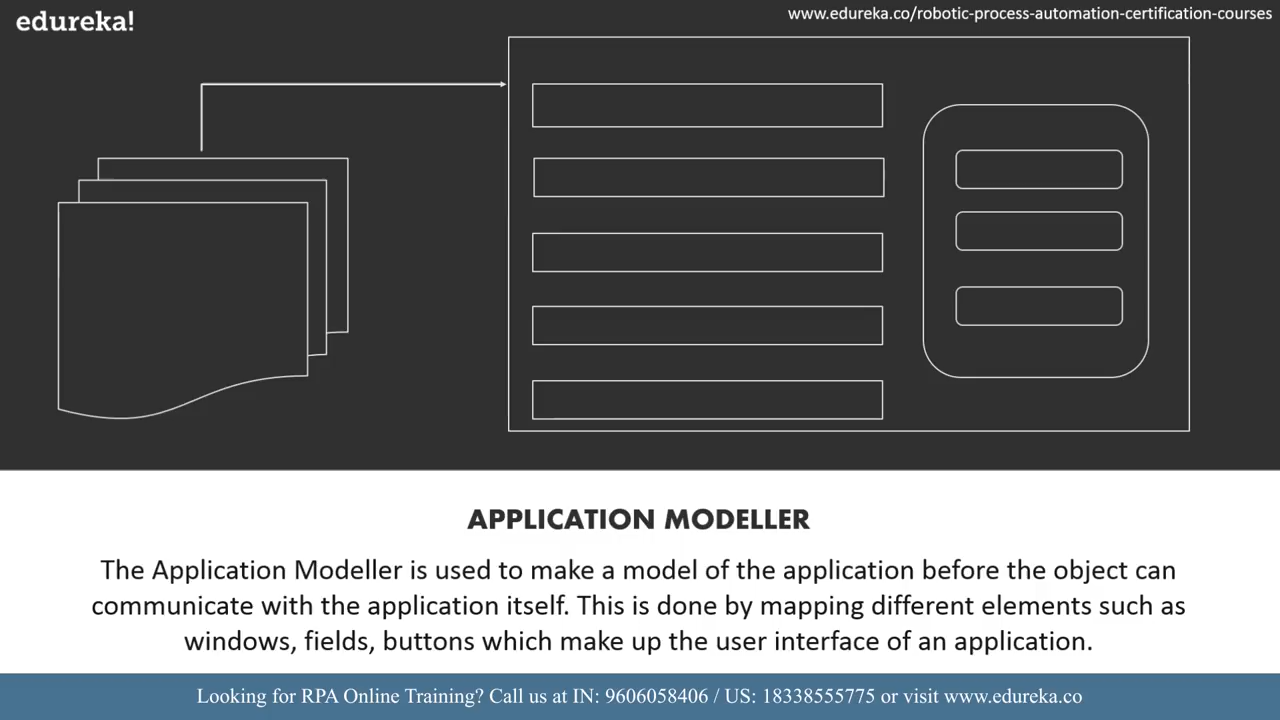 edureka!
www.edureka.co/robotic-process-automation-certification-courses
APPLICATION MODELLER
The Application Modeller is used to make a model of the application before the object can
communicate with the application itself. This is done by mapping different elements such as
windows, fields, buttons which make up the user interface of an application.
Looking for RPA Online Training? Call us at IN: 9606058406 / US: 18338555775 or visit www.edureka.co